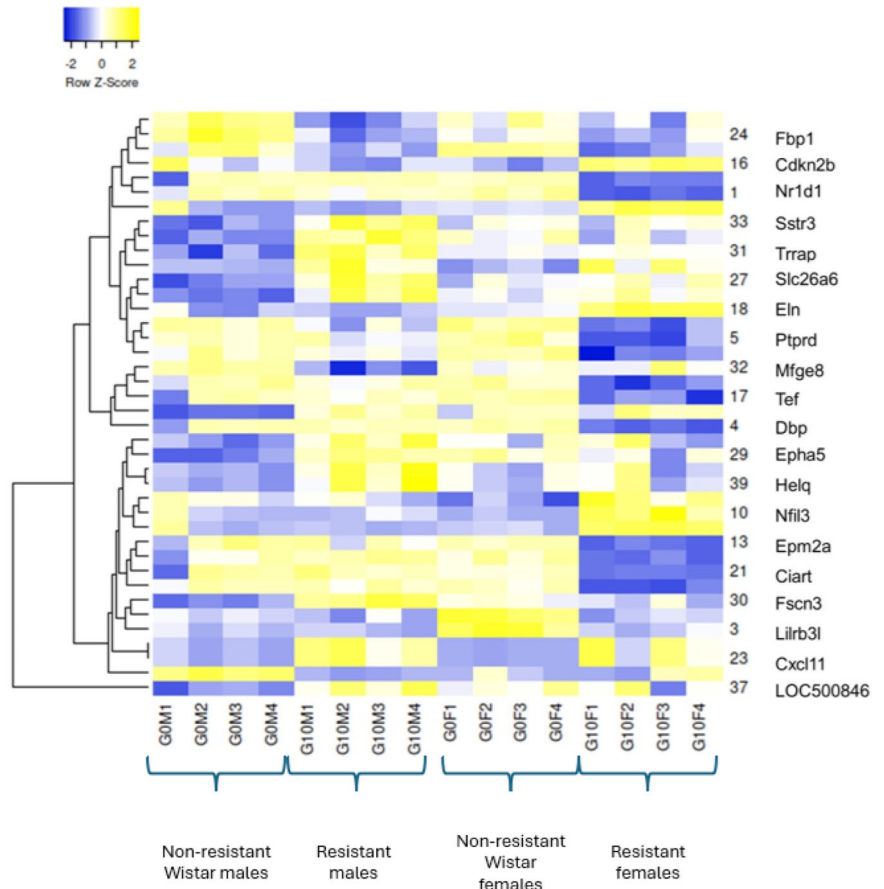 -2 0 2
Row Z-Score
24 Fbp1
16 Cdkn2b
1 Nr1d1
33 Sstr3
31 Trrap
27 Slc26a6
18 Eln
5 Ptprd
32 Mfge8
17 Tef
4 Dbp
29 Epha5
39 Helq
10 Nfil3
13 Epm2a
21 Ciart
30 Fscn3
3 Lilrb3l
23 Cxcl11
37 LOC500846
G0M1 G0M2 G0M3 G0M4 G10M1 G10M2 G10M3 G10M4 G0F1 G0F2 G0F3 G0F4 G10F1 G10F2 G10F3 G10F4
Non-resistant
Wistar males
Resistant
males
Non-resistant
Wistar
females
Resistant
females